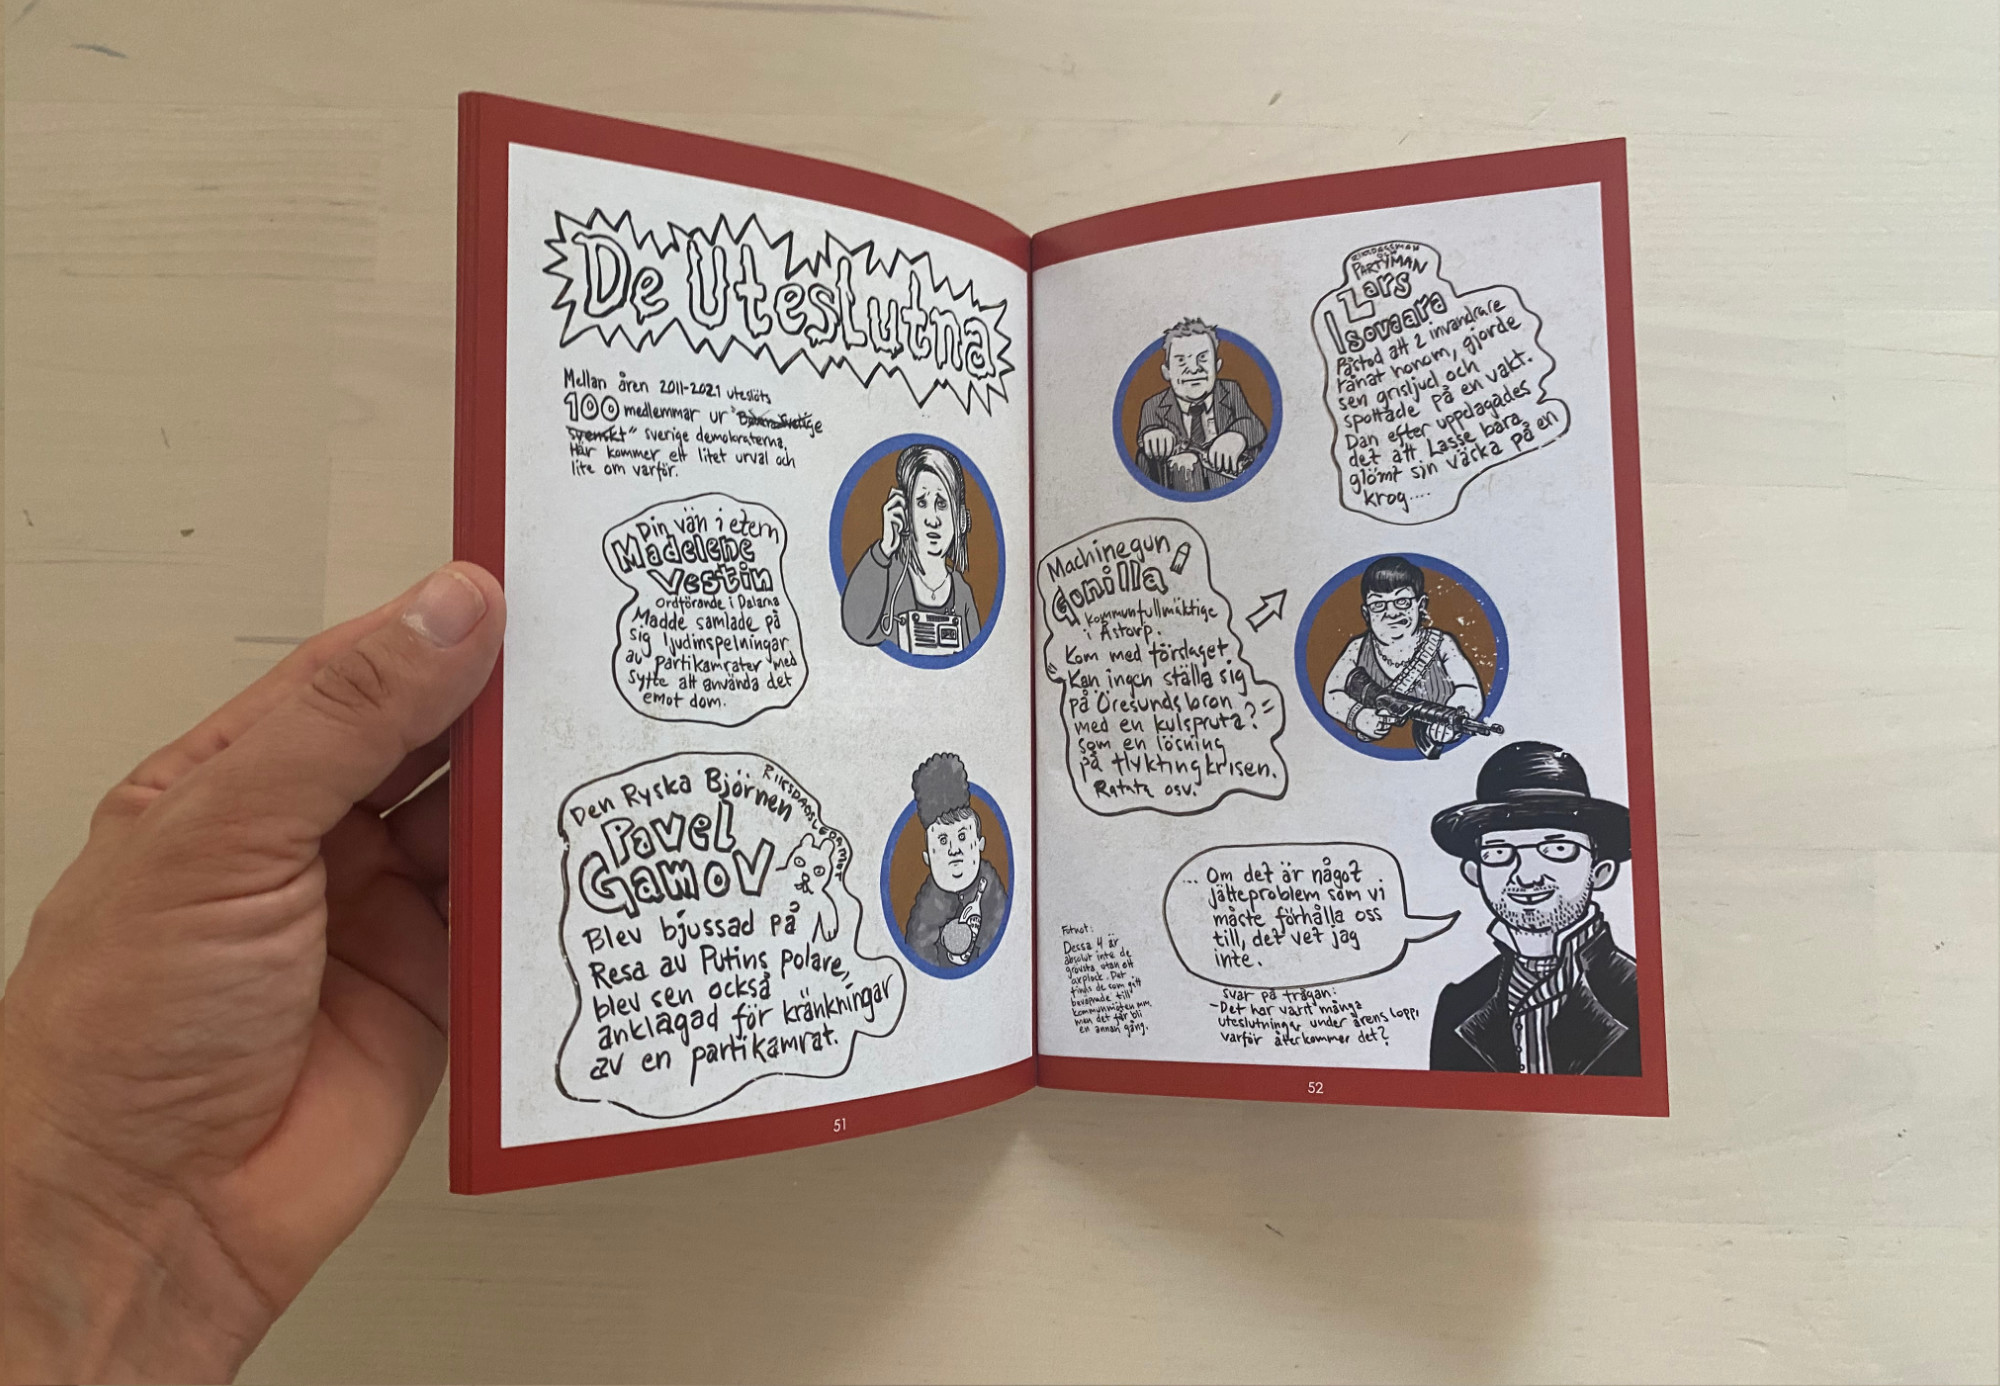 De Uteslutna
Mellan åren 2011-2021 uteslöts
100 medlemmar ur "Bevara Sverige
Svenskt" sverige demokraterna.
Här kommer ett litet urval och
lite om varför.
Din vän i etern
Madelene
Vestin
Ordförande i Dalarna
Madde samlade på
sig ljudinspelningar
av partikamrater med
syfte att använda det
emot dom.
Den Ryska Björnen
RIKSDAGSLEDAMOT
Pavel
Gamov
Blev bjussad på
Resa av Putins polare,
blev sen också
anklagad för kränkningar
av en partikamrat.
51
RIKSDAGSMAN
OCH
PARTYMAN
Lars
Isovaara
Påstod att 2 invandrare
rånat honom, gjorde
sen grisljud och
spottade på en vakt.
Dan efter uppdagades
det att Lasse bara
glömt sin väcka på en
krog....
Machinegun
Gonilla
kommunfullmäktige
i Åstorp.
Kom med förslaget
"Kan ingen ställa sig
på Öresundsbron
med en kulspruta?"
som en lösning
på flyktingkrisen.
Ratata osv.
... Om det är något
jätteproblem som vi
måste förhålla oss
till, det vet jag
inte.
svar på frågan:
-Det har varit många
uteslutningar under årens lopp,
varför återkommer det?
Fotnot:
Dessa 4 är
absolut inte de
grövsta utan ett
axplock. Det
finns de som gått
beväpnade till
kommunmöten mm.
men det får bli
en annan gång.
52